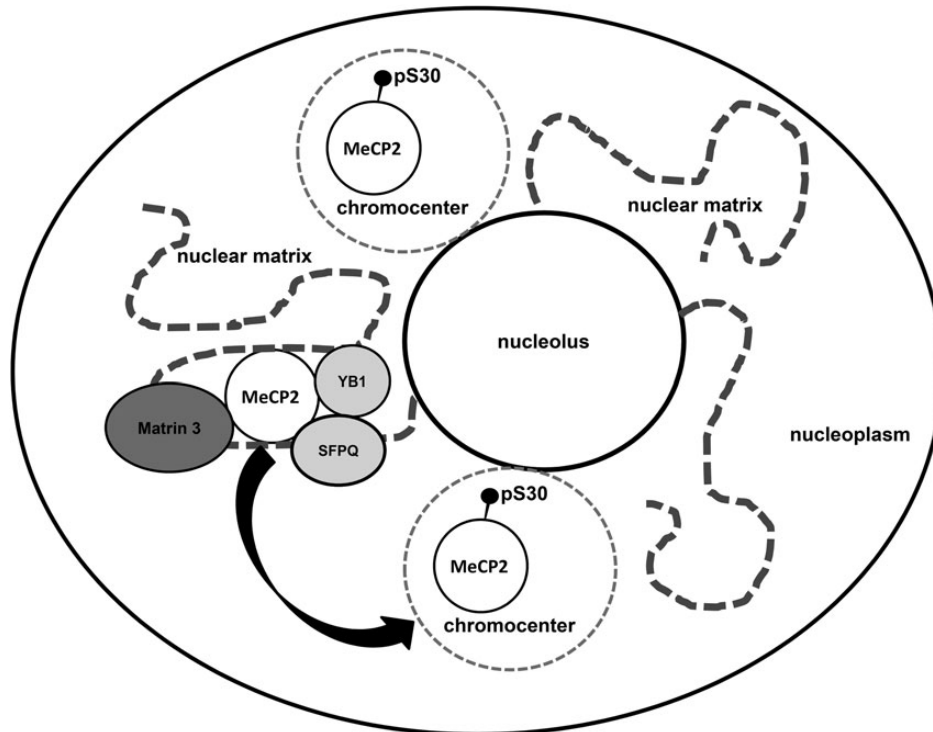 pS30
MeCP2
chromocenter
nuclear matrix
nuclear matrix
nucleolus
YB1
MeCP2
Matrin 3
SFPQ
nucleoplasm
pS30
MeCP2
chromocenter